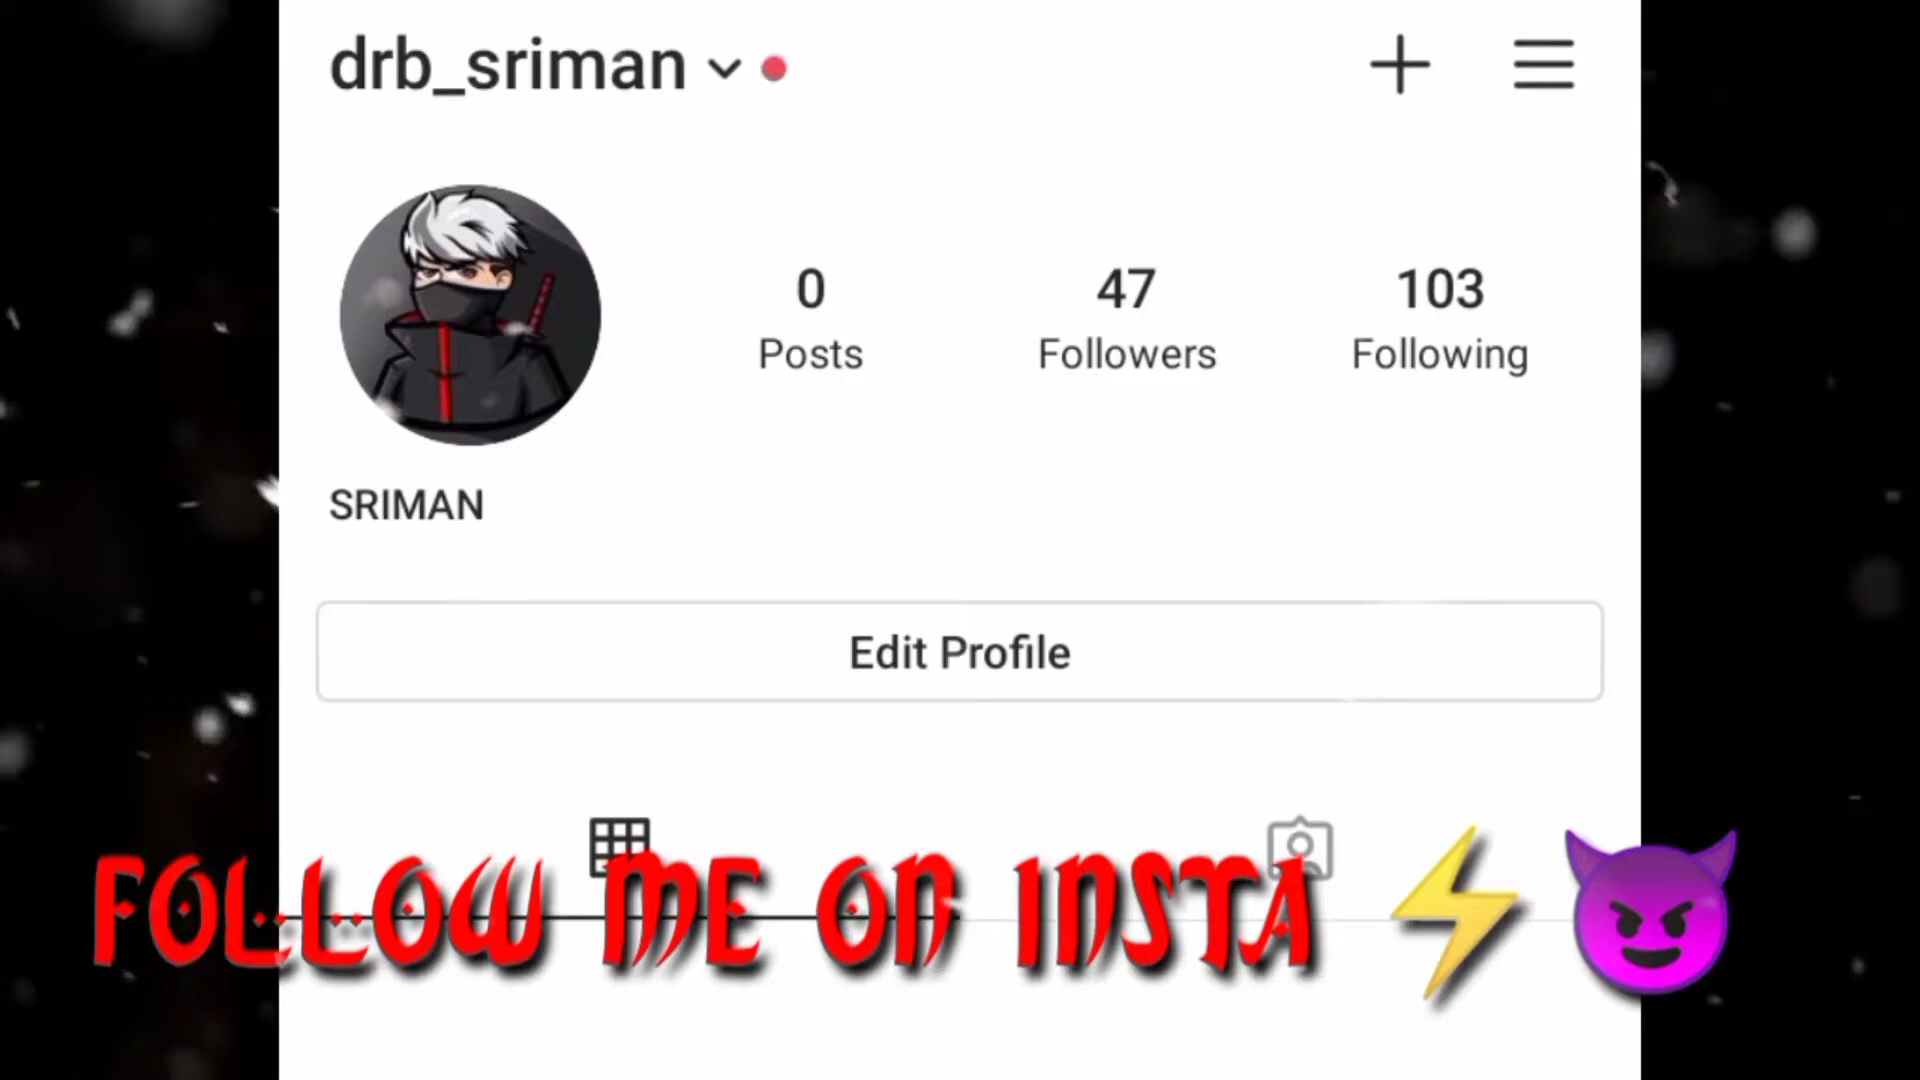 drb_sriman
0 47 103
Posts Followers Following
SRIMAN
Edit Profile
FOLLOW ME ON INSTA ⚡😈